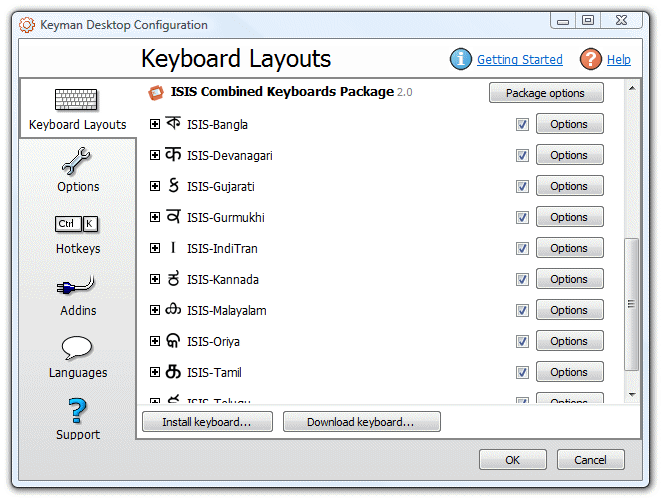 Keyman Desktop Configuration
Keyboard Layouts
Getting Started
Help
Keyboard Layouts
Options
Ctrl K
Hotkeys
Addins
Languages
?
Support
ISIS Combined Keyboards Package 2.0
Package options
ক ISIS-Bangla Options
क ISIS-Devanagari Options
ક ISIS-Gujarati Options
ਕ ISIS-Gurmukhi Options
I ISIS-IndiTran Options
ಕ ISIS-Kannada Options
ക ISIS-Malayalam Options
କ ISIS-Oriya Options
க ISIS-Tamil Options
ISIS-Telugu Options
Install keyboard...
Download keyboard...
OK
Cancel